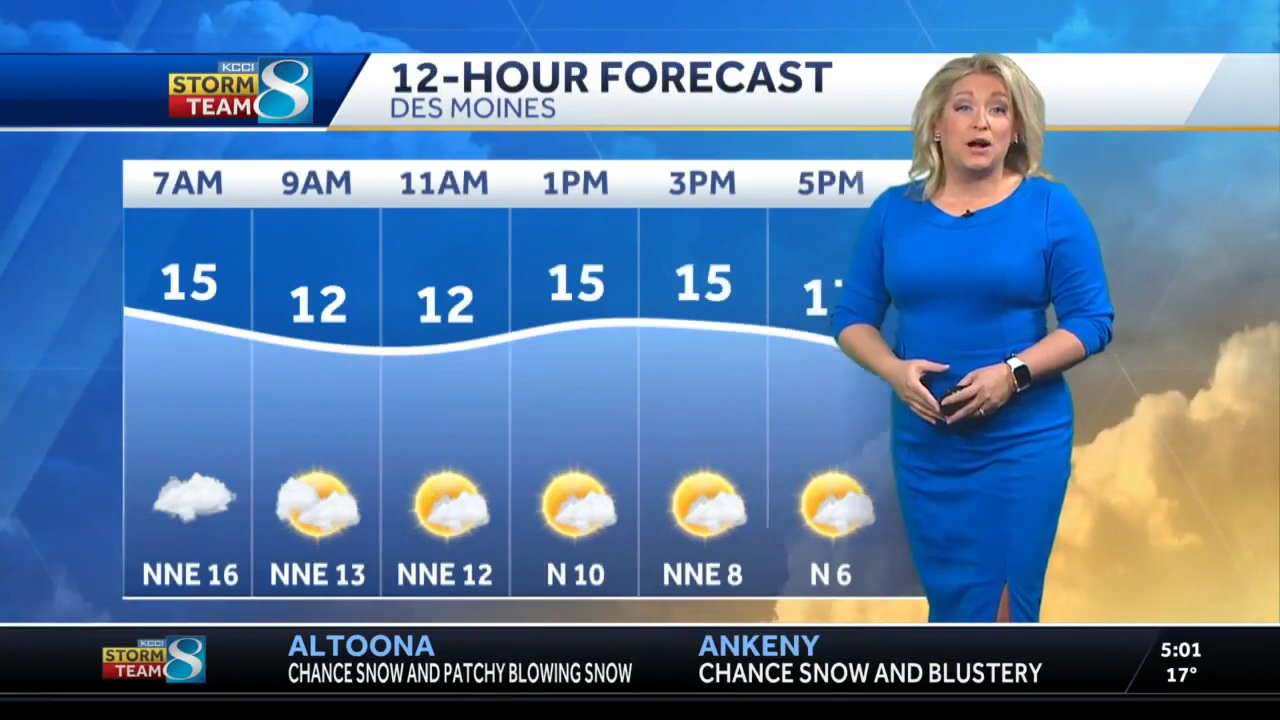 KCCI
STORM
TEAM 8
12-HOUR FORECAST
DES MOINES
7AM 9AM 11AM 1PM 3PM 5PM
15 12 12 15 15
NNE 16 NNE 13 NNE 12 N 10 NNE 8 N 6
KCCI
STORM
TEAM 8
ALTOONA
CHANCE SNOW AND PATCHY BLOWING SNOW
ANKENY
CHANCE SNOW AND BLUSTERY
5:01
17°